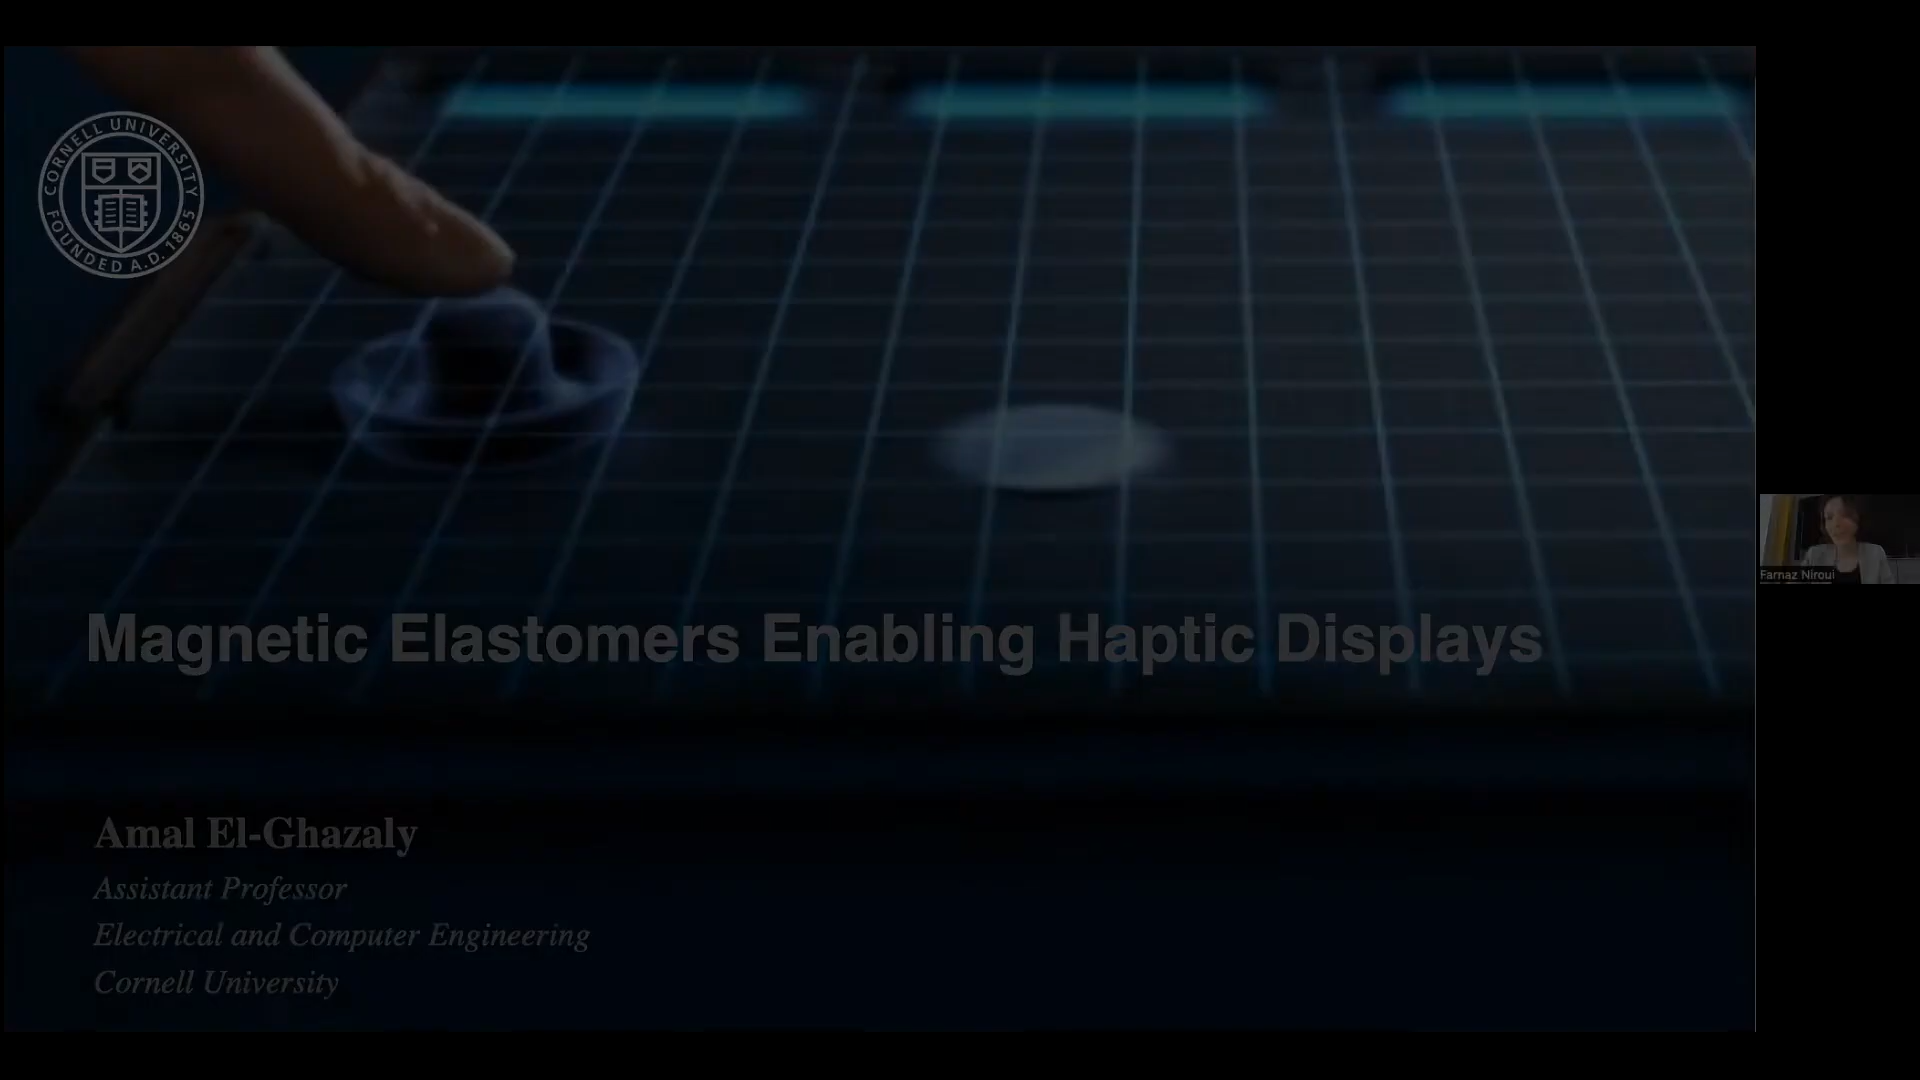 CORNELL UNIVERSITY
FOUNDED A.D. 1865
Farnaz Niroui
Magnetic Elastomers Enabling Haptic Displays
Amal El-Ghazaly
Assistant Professor
Electrical and Computer Engineering
Cornell University